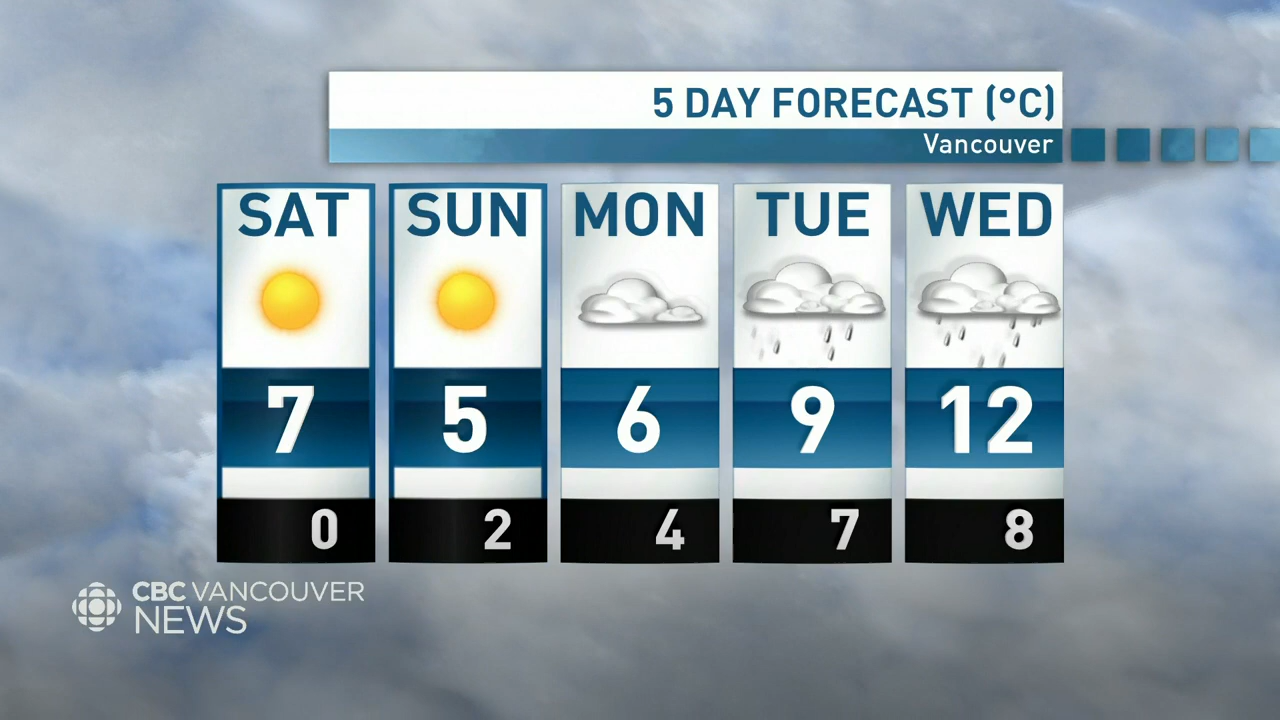 5 DAY FORECAST (°C)
Vancouver
SAT SUN MON TUE WED
7 5 6 9 12
0 2 4 7 8
CBC VANCOUVER
NEWS